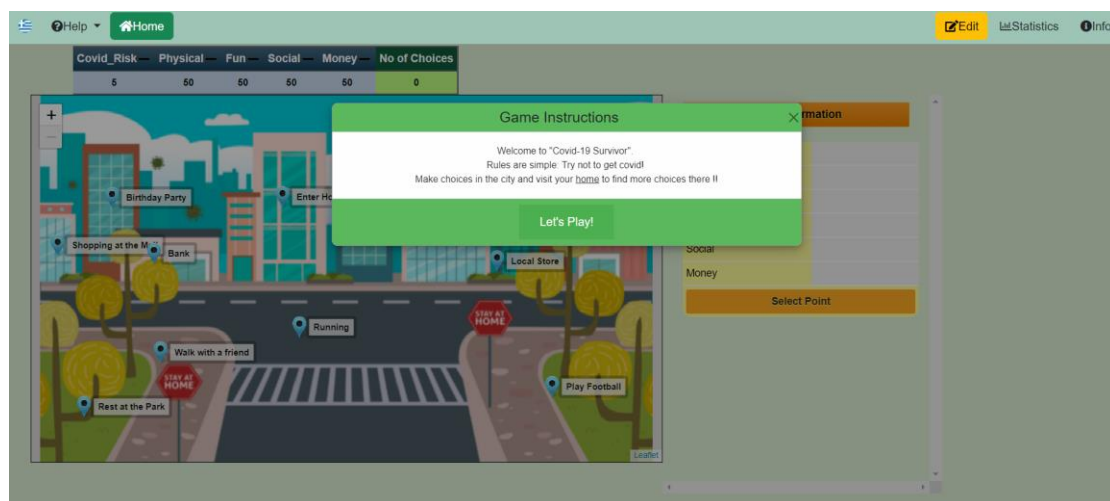 Help Home Edit Statistics Info
Covid_Risk Physical Fun Social Money No of Choices
5 50 50 50 50 0
+
Game Instructions
Welcome to "Covid-19 Survivor".
Rules are simple: Try not to get covid!
Make choices in the city and visit your home to find more choices there !!
Let's Play!
Birthday Party
Enter
Shopping at the
Bank
Local Store
STAY AT
HOME
Running
Walk with a friend
STAY AT
HOME
Play Football
Rest at the Park
Leaflet
Social
Money
Select Point